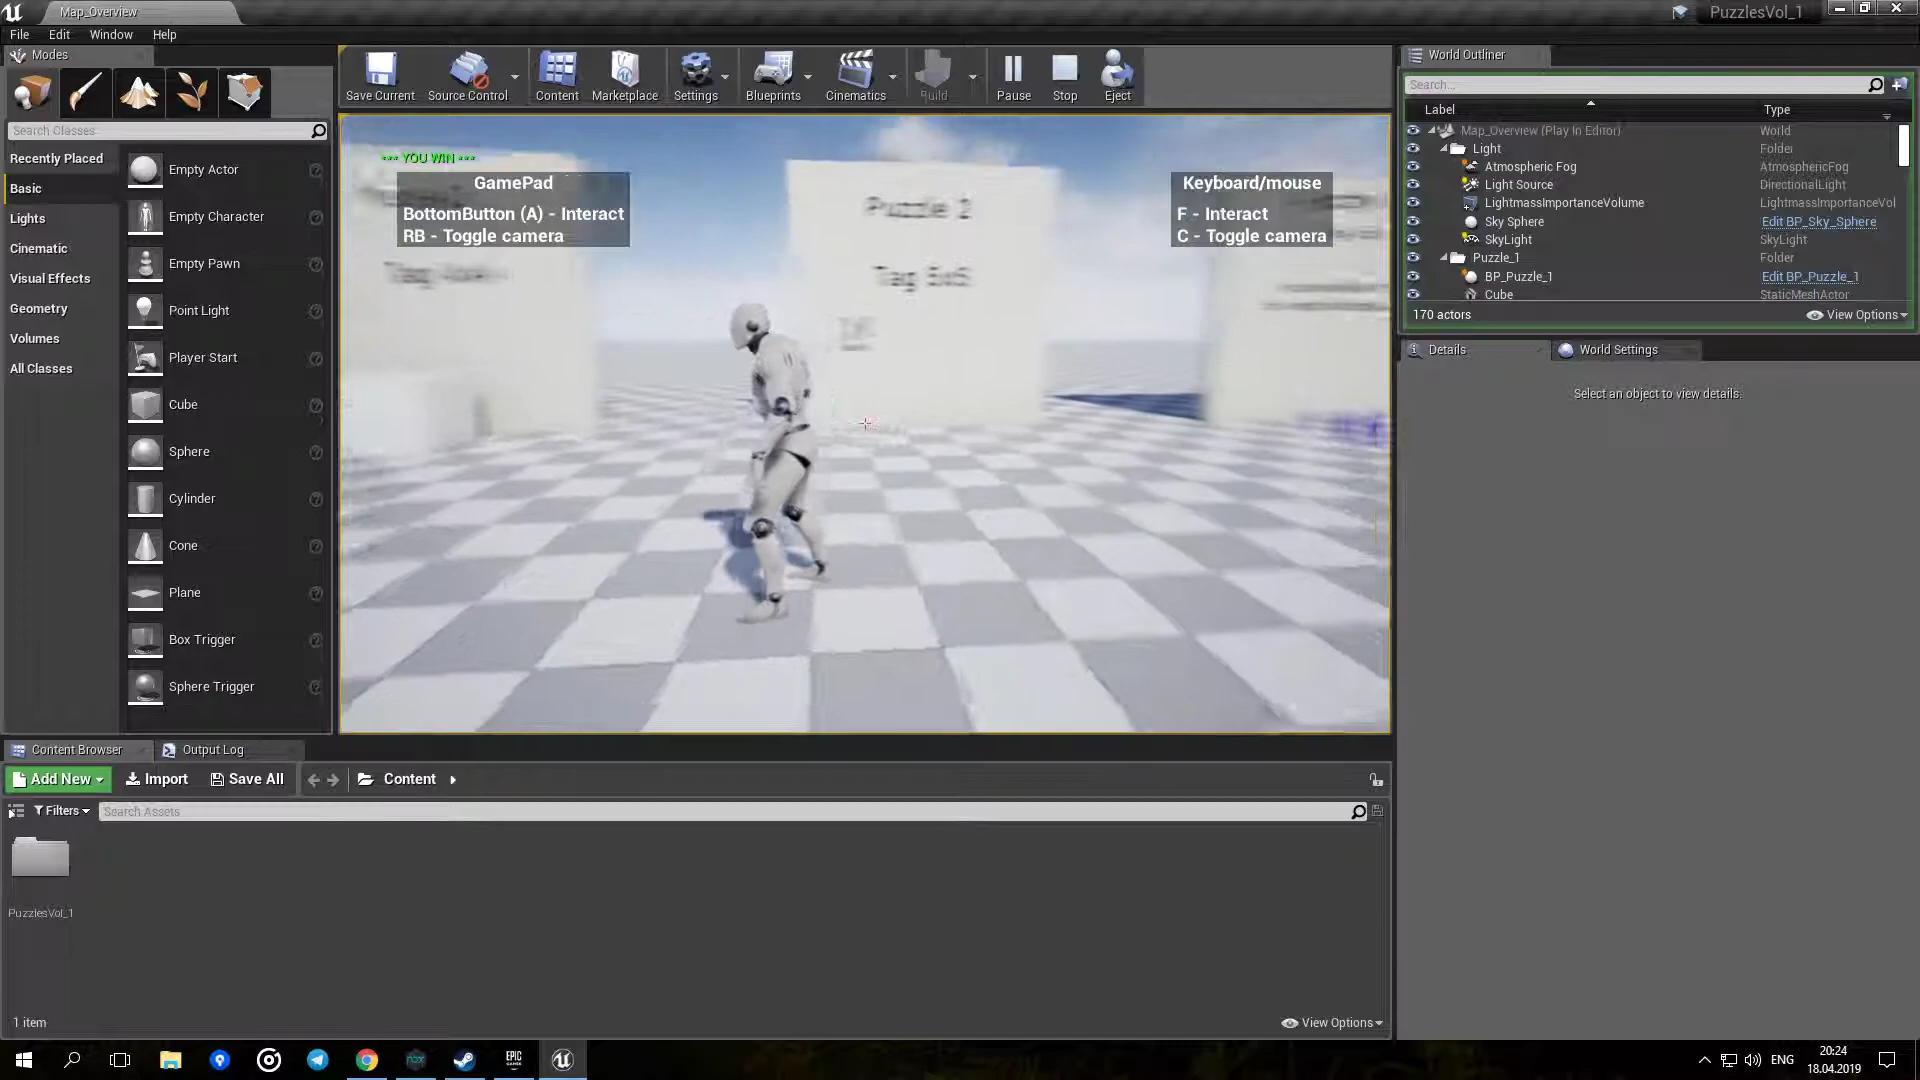 Map_Overview
PuzzlesVol_1
File Edit Window Help
Modes
Search Classes
Recently Placed
Basic
Lights
Cinematic
Visual Effects
Geometry
Volumes
All Classes
Empty Actor
Empty Character
Empty Pawn
Point Light
Player Start
Cube
Sphere
Cylinder
Cone
Plane
Box Trigger
Sphere Trigger
Save Current Source Control Content Marketplace Settings Blueprints Cinematics Build Pause Stop Eject
*** YOU WIN ***
GamePad
BottomButton (A) - Interact
RB - Toggle camera
Keyboard/mouse
F - Interact
C - Toggle camera
Puzzle 2
Tag 5x5
World Outliner
Search...
Label Type
Map_Overview (Play In Editor) World
Light Folder
Atmospheric Fog AtmosphericFog
Light Source DirectionalLight
LightmassImportanceVolume LightmassImportanceVol
Sky Sphere Edit BP_Sky_Sphere
SkyLight SkyLight
Puzzle_1 Folder
BP_Puzzle_1 Edit BP_Puzzle_1
Cube StaticMeshActor
170 actors View Options
Details World Settings
Select an object to view details.
Content Browser Output Log
Add New Import Save All Content
Filters Search Assets
PuzzlesVol_1
1 item View Options
EPIC GAMES
ENG
20:24
18.04.2019